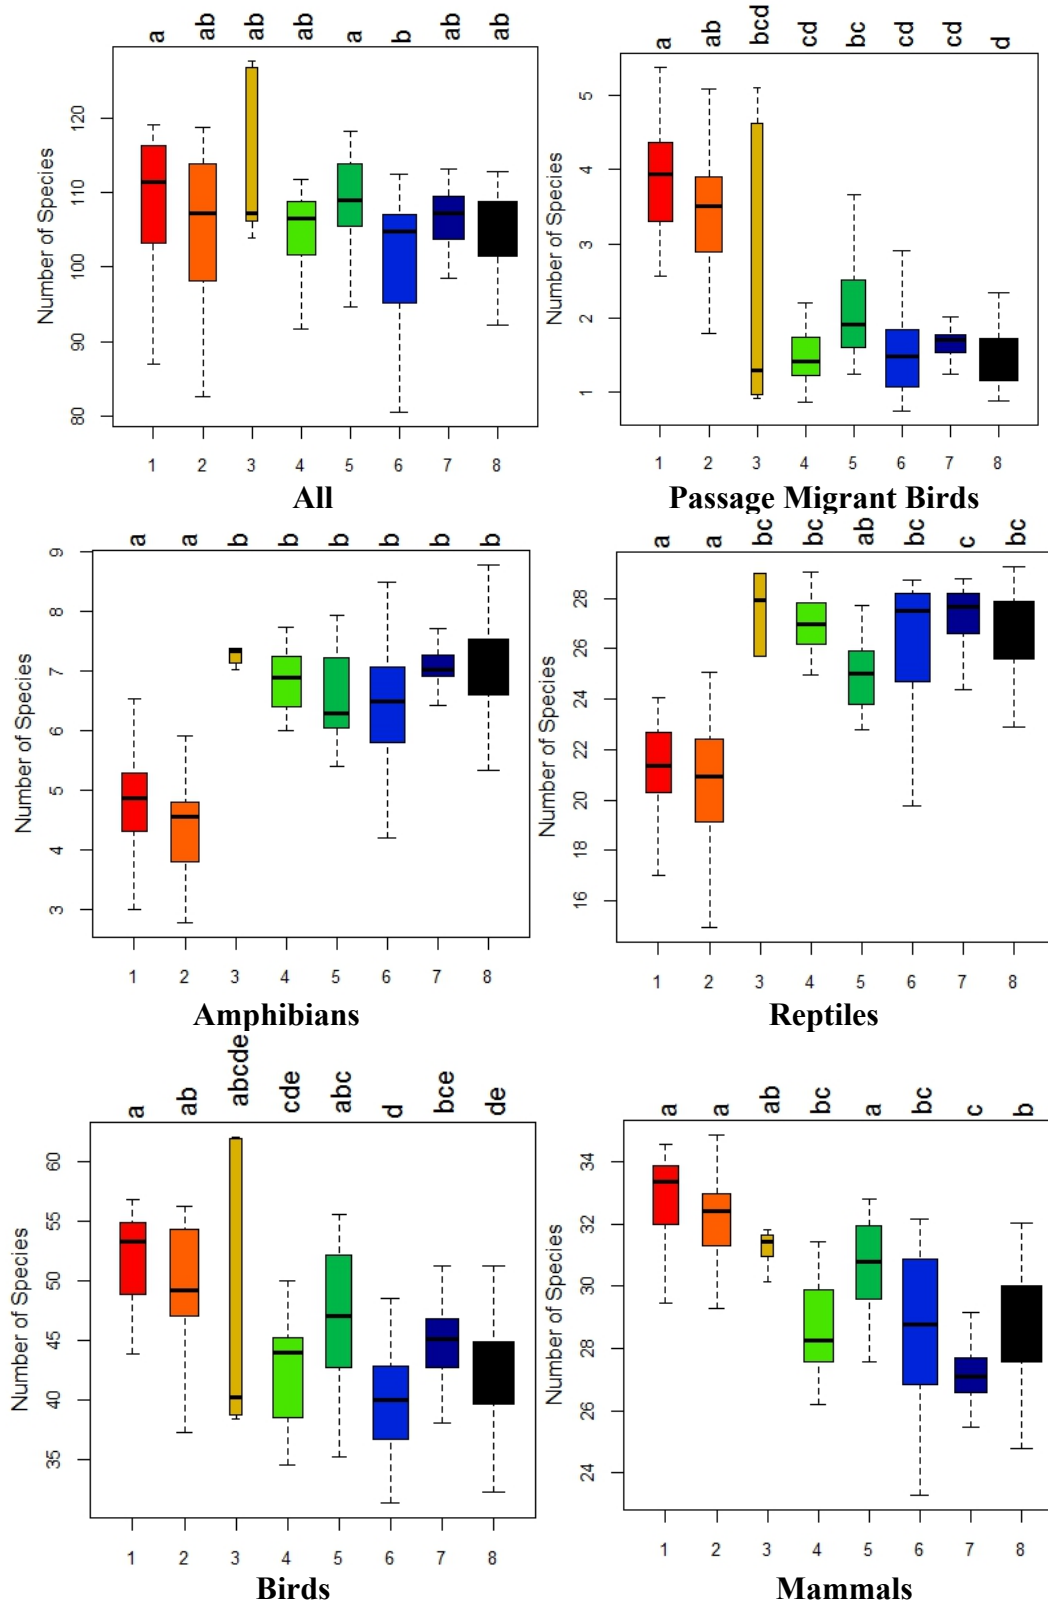 a ab ab ab a b ab ab
Number of Species
120
110
100
90
80
1 2 3 4 5 6 7 8
All
a ab bcd cd bc cd cd d
Number of Species
5
4
3
2
1
1 2 3 4 5 6 7 8
Passage Migrant Birds
a a b b b b b b
Number of Species
9
8
7
6
5
4
3
1 2 3 4 5 6 7 8
Amphibians
a a bc bc ab bc c bc
Number of Species
28
26
24
22
20
18
16
1 2 3 4 5 6 7 8
Reptiles
a ab abcde cde abc d bce de
Number of Species
60
55
50
45
40
35
1 2 3 4 5 6 7 8
Birds
a a ab bc a bc c b
Number of Species
34
32
30
28
26
24
1 2 3 4 5 6 7 8
Mammals